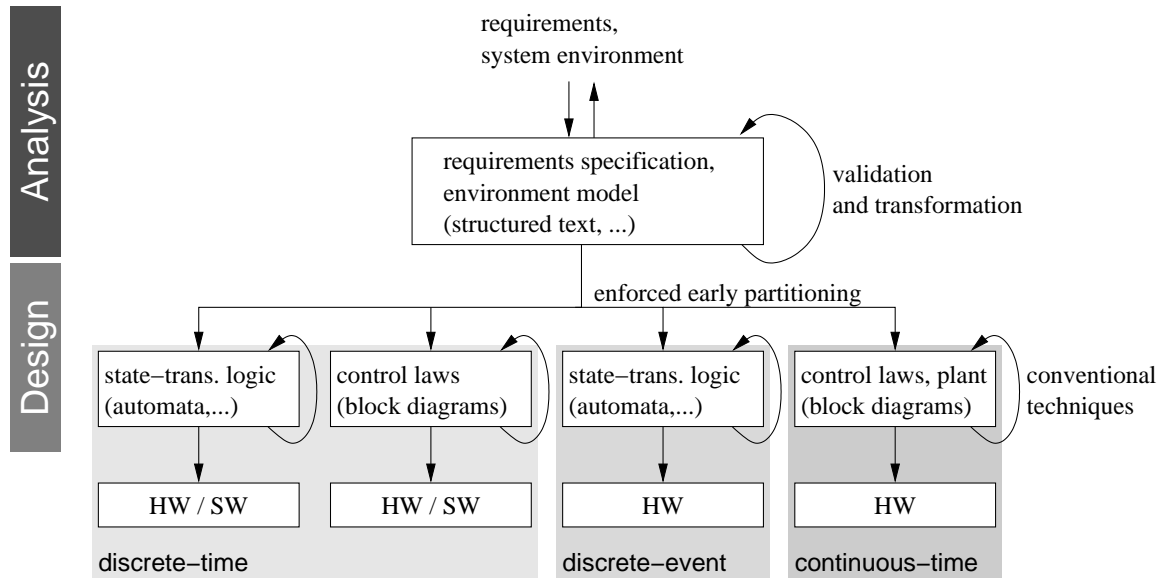 Analysis
requirements,
system environment
requirements specification,
environment model
(structured text, ...)
validation
and transformation
Design
enforced early partitioning
state−trans. logic
(automata,...)
control laws
(block diagrams)
state−trans. logic
(automata,...)
control laws, plant
(block diagrams)
conventional
techniques
HW / SW
HW / SW
HW
HW
discrete−time
discrete−event
continuous−time